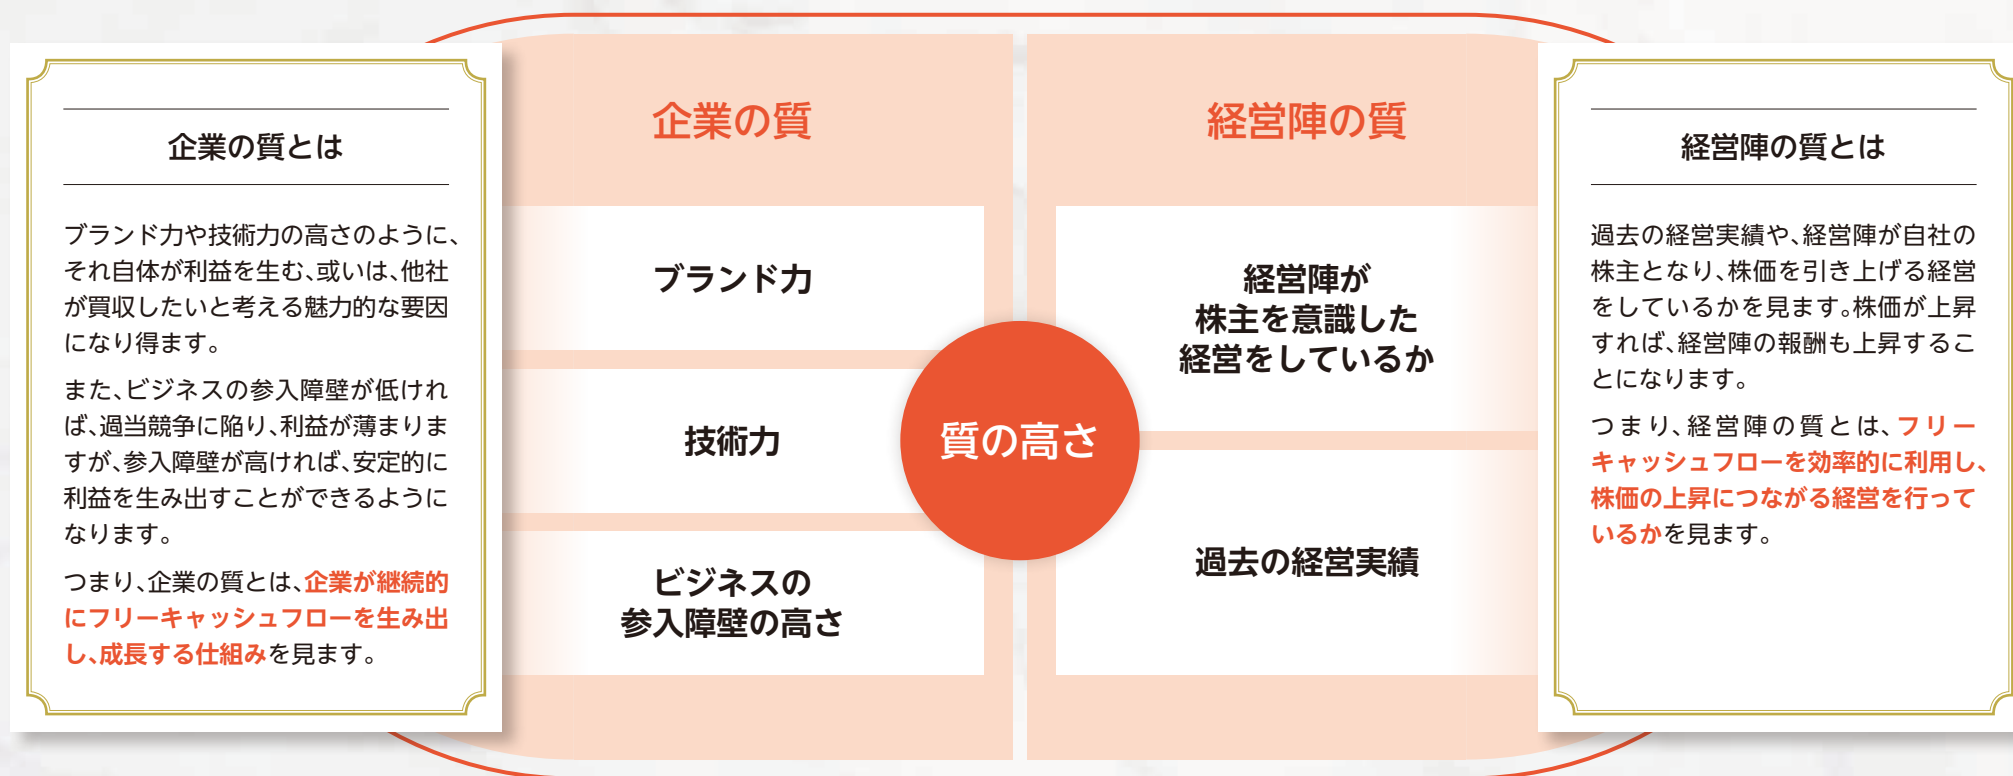 企業の質とは
ブランド力や技術力の高さのように、
それ自体が利益を生む、或いは、他社
が買収したいと考える魅力的な要因
になり得ます。
また、ビジネスの参入障壁が低けれ
ば、過当競争に陥り、利益が薄まりま
すが、参入障壁が高ければ、安定的に
利益を生み出すことができるように
なります。
つまり、企業の質とは、企業が継続的
にフリーキャッシュフローを生み出
し、成長する仕組みを見ます。
企業の質
ブランド力
技術力
ビジネスの
参入障壁の高さ
質の高さ
経営陣の質
経営陣が
株主を意識した
経営をしているか
過去の経営実績
経営陣の質とは
過去の経営実績や、経営陣が自社の
株主となり、株価を引き上げる経営
をしているかを見ます。株価が上昇
すれば、経営陣の報酬も上昇するこ
とになります。
つまり、経営陣の質とは、フリー
キャッシュフローを効率的に利用し、
株価の上昇につながる経営を行って
いるかを見ます。